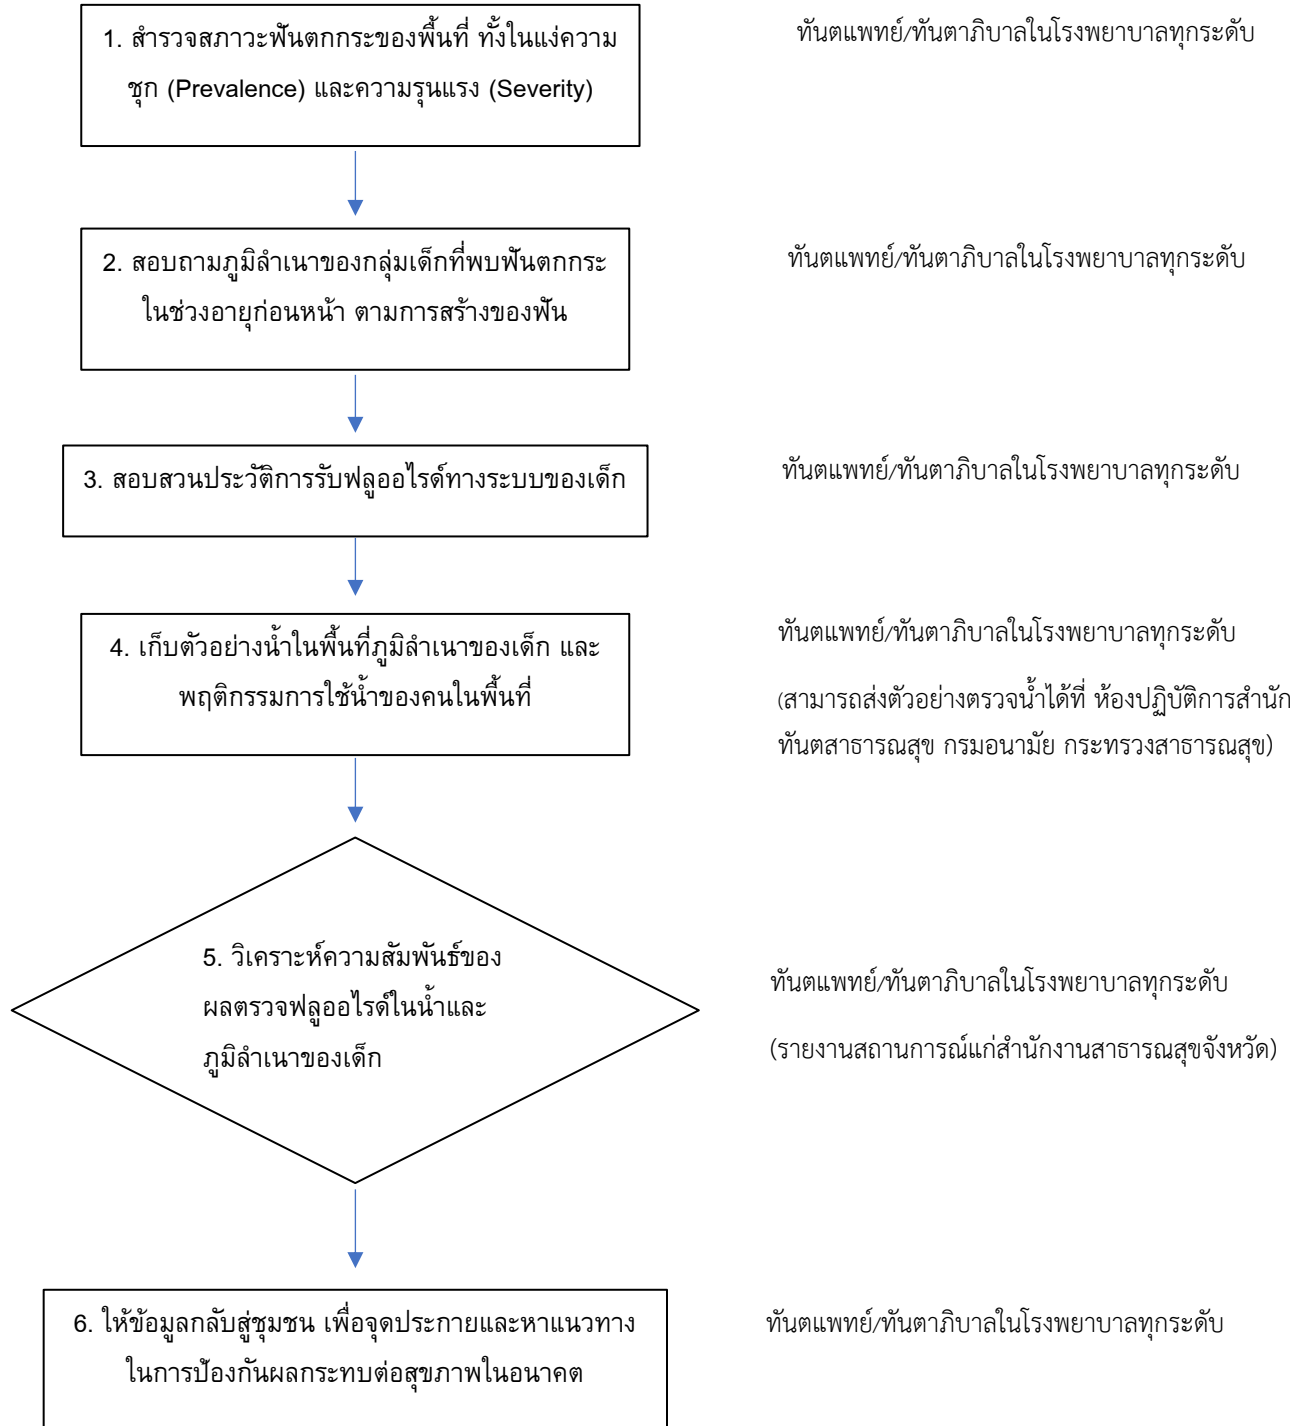 1. สำรวจสภาวะฟันตกกระของพื้นที่ ทั้งในแง่ความ
ชุก (Prevalence) และความรุนแรง (Severity)
ทันตแพทย์/ทันตาภิบาลในโรงพยาบาลทุกระดับ
2. สอบถามภูมิลำเนาของกลุ่มเด็กที่พบฟันตกกระ
ในช่วงอายุก่อนหน้า ตามการสร้างของฟัน
ทันตแพทย์/ทันตาภิบาลในโรงพยาบาลทุกระดับ
3. สอบสวนประวัติการรับฟลูออไรด์ทางระบบของเด็ก
ทันตแพทย์/ทันตาภิบาลในโรงพยาบาลทุกระดับ
4. เก็บตัวอย่างน้ำในพื้นที่ภูมิลำเนาของเด็ก และ
พฤติกรรมการใช้น้ำของคนในพื้นที่
ทันตแพทย์/ทันตาภิบาลในโรงพยาบาลทุกระดับ
(สามารถส่งตัวอย่างตรวจน้ำได้ที่ ห้องปฏิบัติการสำนัก
ทันตสาธารณสุข กรมอนามัย กระทรวงสาธารณสุข)
5. วิเคราะห์ความสัมพันธ์ของ
ผลตรวจฟลูออไรด์ในน้ำและ
ภูมิลำเนาของเด็ก
ทันตแพทย์/ทันตาภิบาลในโรงพยาบาลทุกระดับ
(รายงานสถานการณ์แก่สำนักงานสาธารณสุขจังหวัด)
6. ให้ข้อมูลกลับสู่ชุมชน เพื่อจุดประกายและหาแนวทาง
ในการป้องกันผลกระทบต่อสุขภาพในอนาคต
ทันตแพทย์/ทันตาภิบาลในโรงพยาบาลทุกระดับ